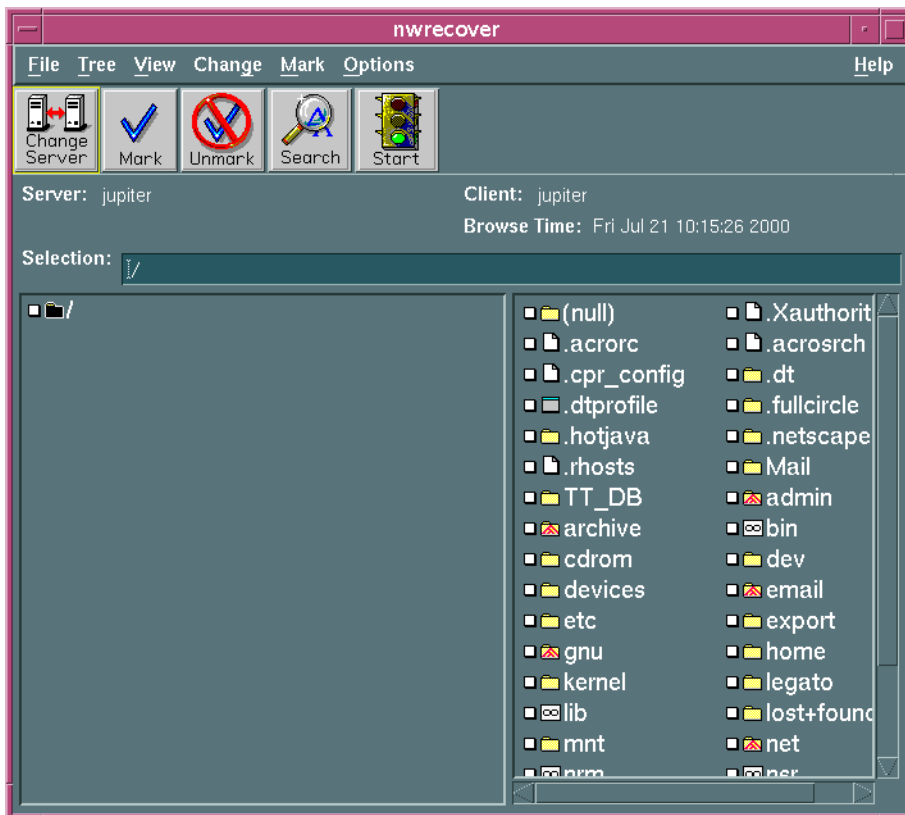 nwrecover
File Tree View Change Mark Options Help
Change Server Mark Unmark Search Start
Server: jupiter Client: jupiter
Browse Time: Fri Jul 21 10:15:26 2000
Selection: /
/
(null) .Xauthorit
.acrorc .acrosrch
.cpr_config .dt
.dtprofile .fullcircle
.hotjava .netscape
.rhosts Mail
TT_DB admin
archive bin
cdrom dev
devices email
etc export
gnu home
kernel legato
lib lost+found
mnt net
nrm nsr